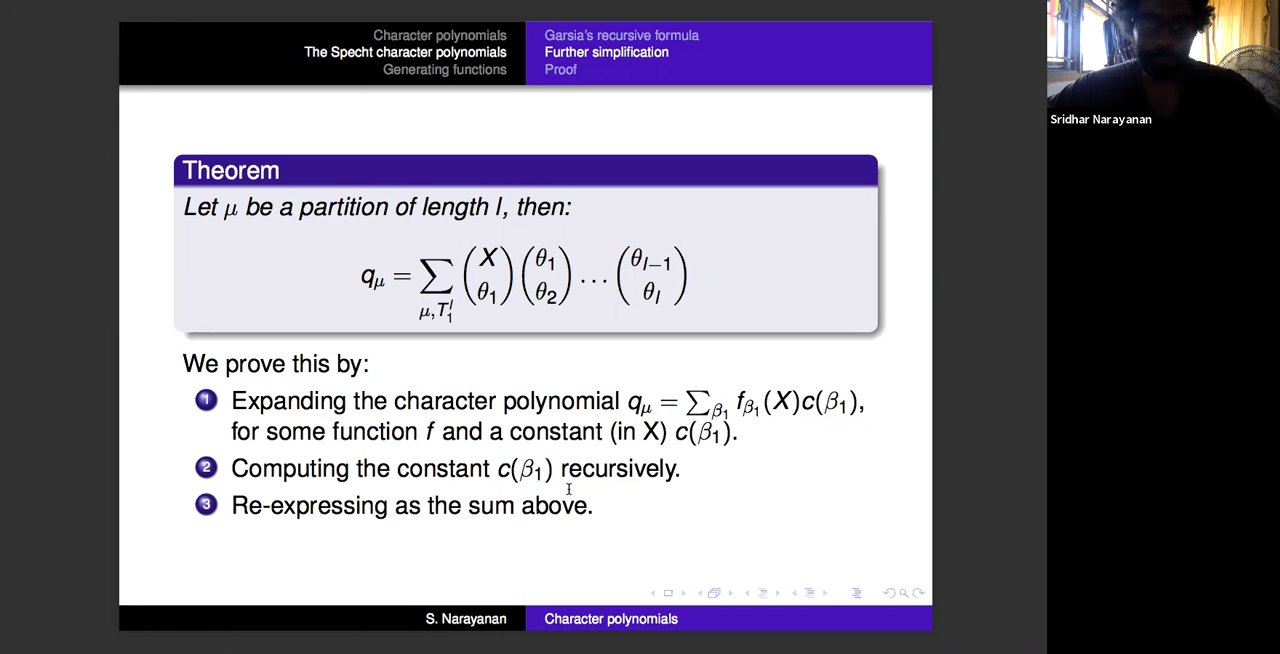 Character polynomials
The Specht character polynomials
Generating functions
Garsia's recursive formula
Further simplification
Proof
Sridhar Narayanan
Theorem
Let μ be a partition of length l, then:
q_μ = ∑_{μ,T_1^l} (X θ_1) (θ_1 θ_2) … (θ_{l−1} θ_l)
We prove this by:
1 Expanding the character polynomial q_μ = ∑_{β_1} f_{β_1}(X)c(β_1),
for some function f and a constant (in X) c(β_1).
2 Computing the constant c(β_1) recursively.
3 Re-expressing as the sum above.
S. Narayanan
Character polynomials